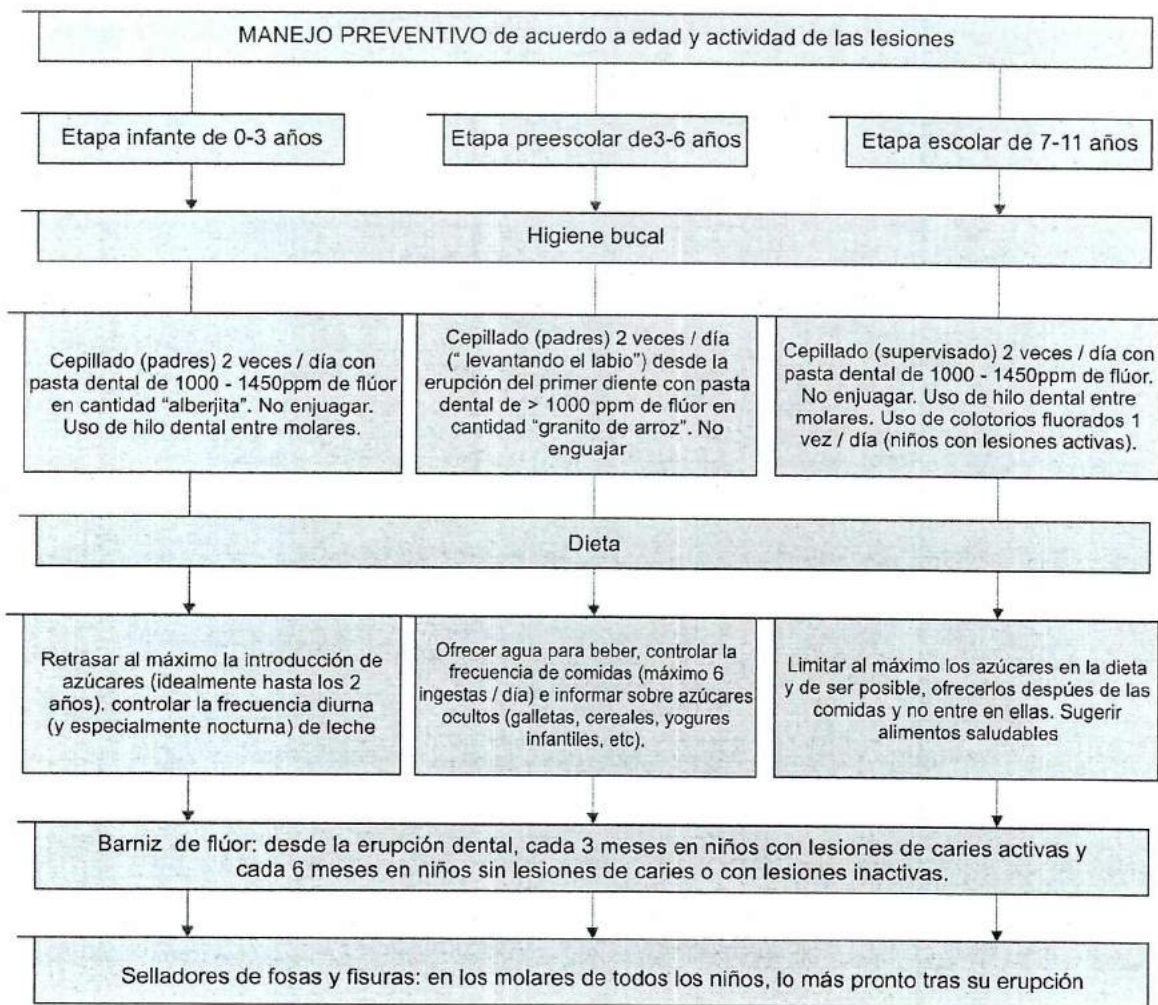 MANEJO PREVENTIVO de acuerdo a edad y actividad de las lesiones
Etapa infante de 0-3 años
Etapa preescolar de3-6 años
Etapa escolar de 7-11 años
Higiene bucal
Cepillado (padres) 2 veces / día con
pasta dental de 1000 - 1450ppm de flúor
en cantidad “alberjita”. No enjuagar.
Uso de hilo dental entre molares.
Cepillado (padres) 2 veces / día
(“ levantando el labio”) desde la
erupción del primer diente con pasta
dental de > 1000 ppm de flúor en
cantidad “granito de arroz”. No
enguajar
Cepillado (supervisado) 2 veces / día con
pasta dental de 1000 - 1450ppm de flúor.
No enjuagar. Uso de hilo dental entre
molares. Uso de colotorios fluorados 1
vez / día (niños con lesiones activas).
Dieta
Retrasar al máximo la introducción de
azúcares (idealmente hasta los 2
años). controlar la frecuencia diurna
(y especialmente nocturna) de leche
Ofrecer agua para beber, controlar la
frecuencia de comidas (máximo 6
ingestas / día) e informar sobre azúcares
ocultos (galletas, cereales, yogures
infantiles, etc).
Limitar al máximo los azúcares en la dieta
y de ser posible, ofrecerlos despúes de las
comidas y no entre en ellas. Sugerir
alimentos saludables
Barniz de flúor: desde la erupción dental, cada 3 meses en niños con lesiones de caries activas y
cada 6 meses en niños sin lesiones de caries o con lesiones inactivas.
Selladores de fosas y fisuras: en los molares de todos los niños, lo más pronto tras su erupción